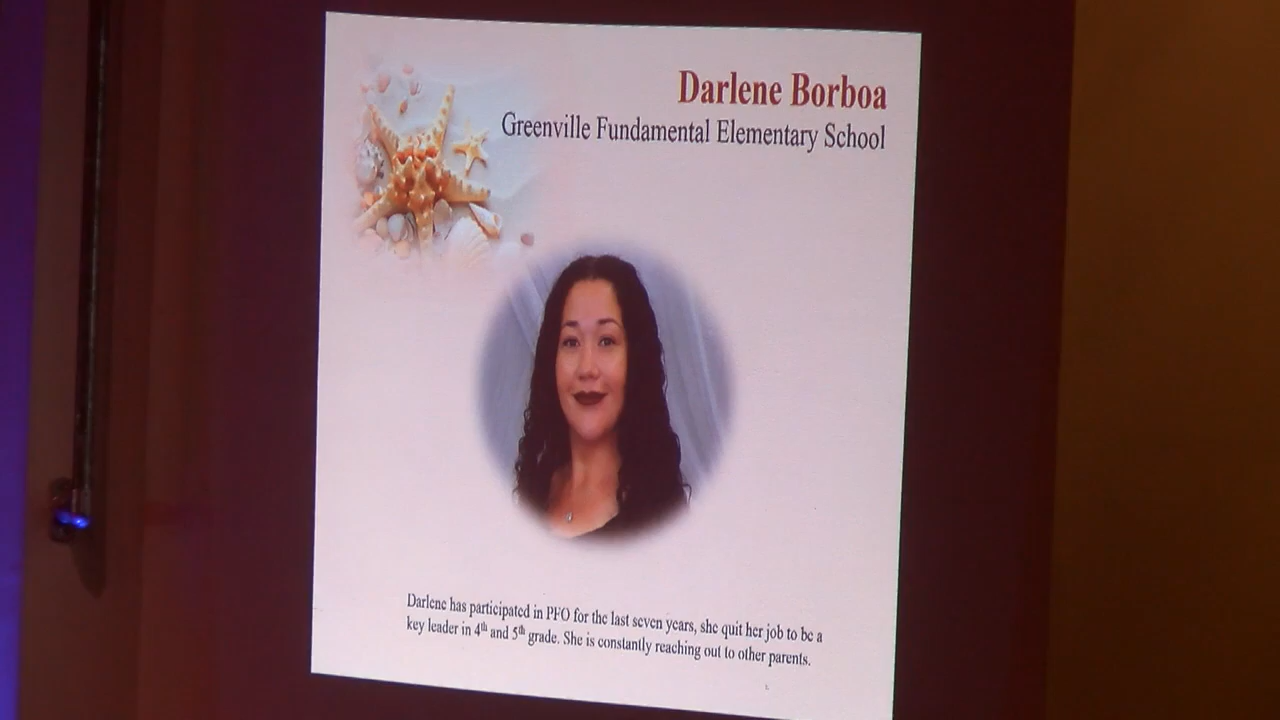 Darlene Borboa
Greenville Fundamental Elementary School
Darlene has participated in PFO for the last seven years, she quit her job to be a
key leader in 4th and 5th grade. She is constantly reaching out to other parents.